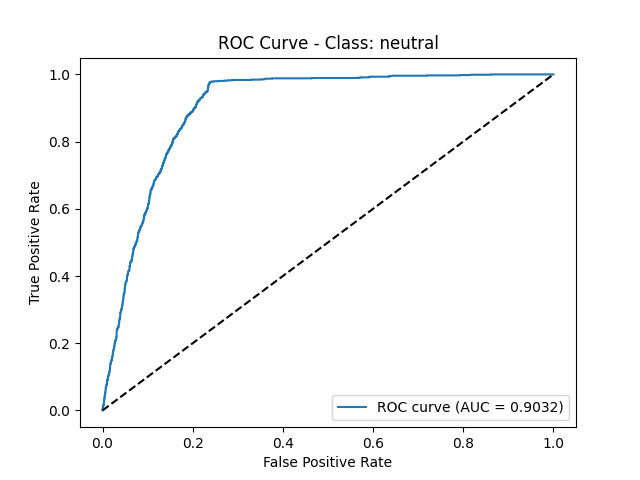 ROC Curve - Class: neutral
True Positive Rate
1.0
0.8
0.6
0.4
0.2
0.0
ROC curve (AUC = 0.9032)
0.0 0.2 0.4 0.6 0.8 1.0
False Positive Rate